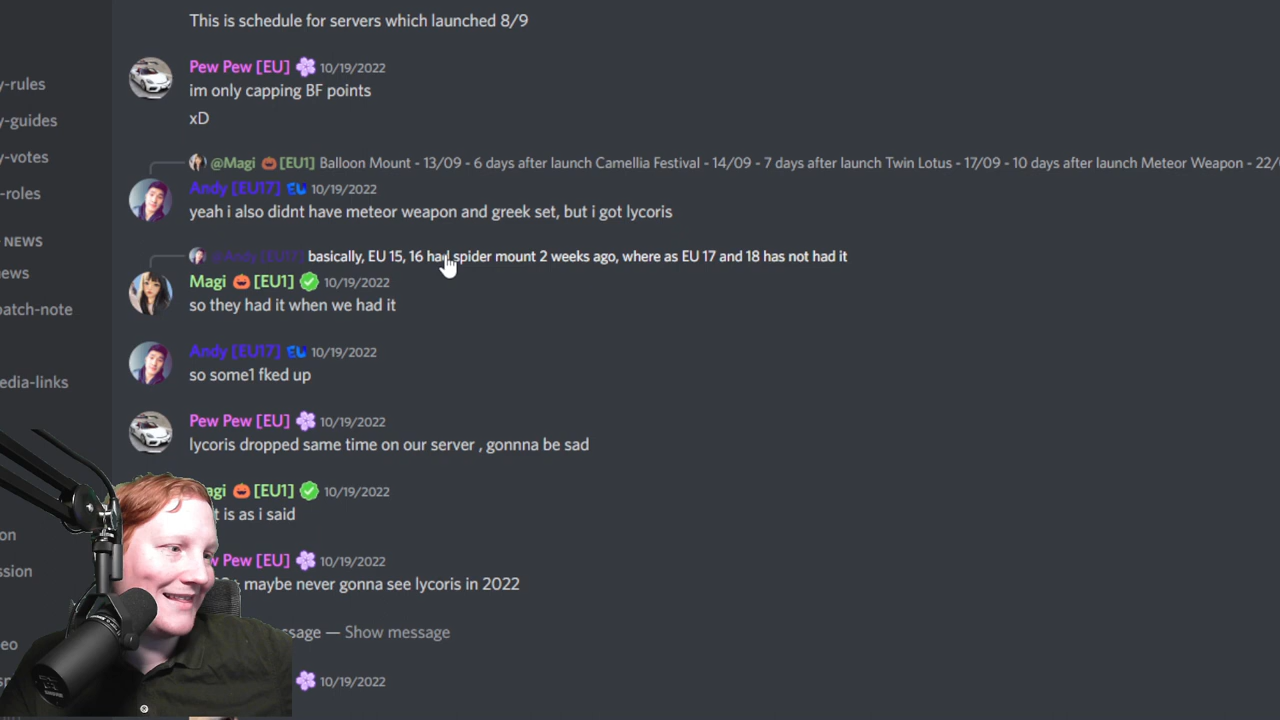 This is schedule for servers which launched 8/9
y-rules
Pew Pew [EU] 10/19/2022
im only capping BF points
y-guides
xD
y-votes
@Magi [EU1] Balloon Mount - 13/09 - 6 days after launch Camellia Festival - 14/09 - 7 days after launch Twin Lotus - 17/09 - 10 days after launch Meteor Weapon - 22/
-roles
Andy [EU17] EU 10/19/2022
yeah i also didnt have meteor weapon and greek set, but i got lycoris
NEWS
@Andy [EU17] basically, EU 15, 16 had spider mount 2 weeks ago, where as EU 17 and 18 has not had it
ews
Magi [EU1] 10/19/2022
so they had it when we had it
patch-note
Andy [EU17] EU 10/19/2022
so some1 fked up
edia-links
Pew Pew [EU] 10/19/2022
lycoris dropped same time on our server , gonnna be sad
agi [EU1] 10/19/2022
t is as i said
on
w Pew [EU] 10/19/2022
ssion
maybe never gonna see lycoris in 2022
ssage — Show message
eo
10/19/2022